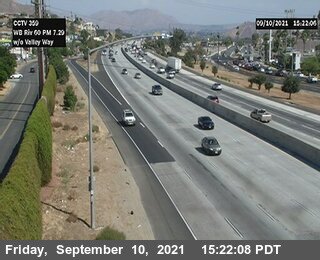 CCTV 369
WB Riv 60 PM 7.29
w/o Valley Way
09/10/2021 15:22:06
Friday, September 10, 2021 15:22:08 PDT